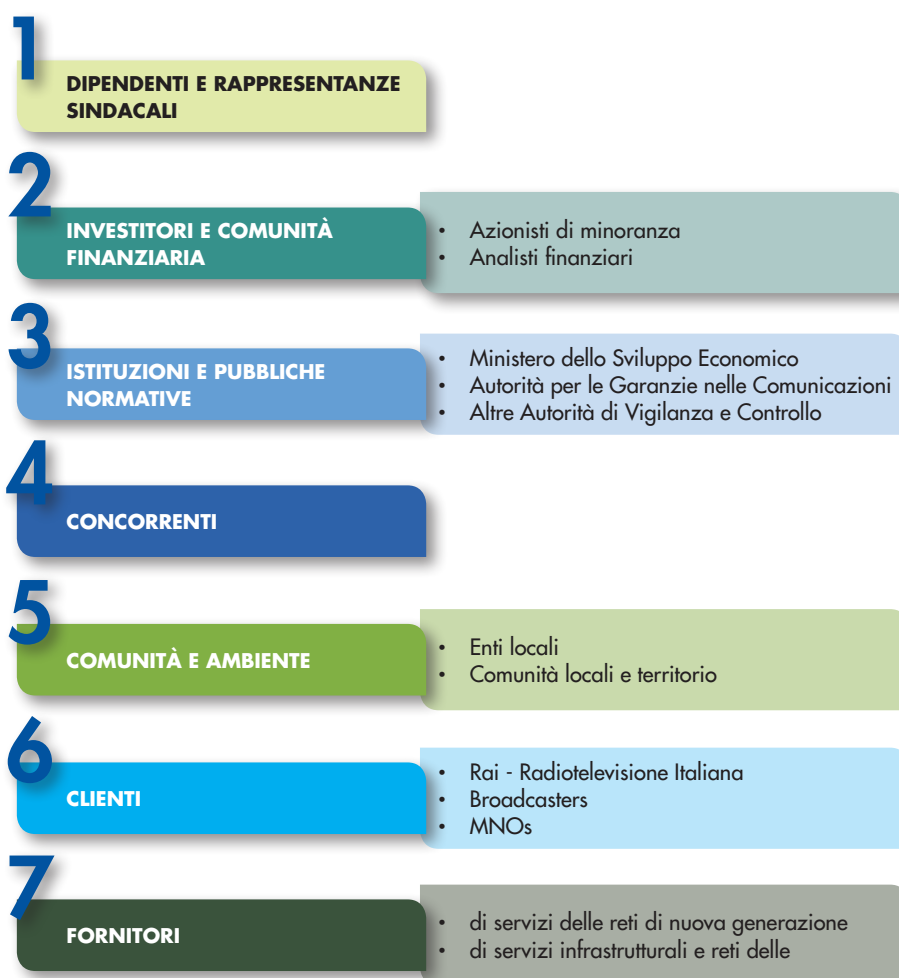 1
DIPENDENTI E RAPPRESENTANZE
SINDACALI
2
INVESTITORI E COMUNITÀ
FINANZIARIA
• Azionisti di minoranza
• Analisti finanziari
3
ISTITUZIONI E PUBBLICHE
NORMATIVE
• Ministero dello Sviluppo Economico
• Autorità per le Garanzie nelle Comunicazioni
• Altre Autorità di Vigilanza e Controllo
4
CONCORRENTI
5
COMUNITÀ E AMBIENTE
• Enti locali
• Comunità locali e territorio
6
CLIENTI
• Rai - Radiotelevisione Italiana
• Broadcasters
• MNOs
7
FORNITORI
• di servizi delle reti di nuova generazione
• di servizi infrastrutturali e reti delle